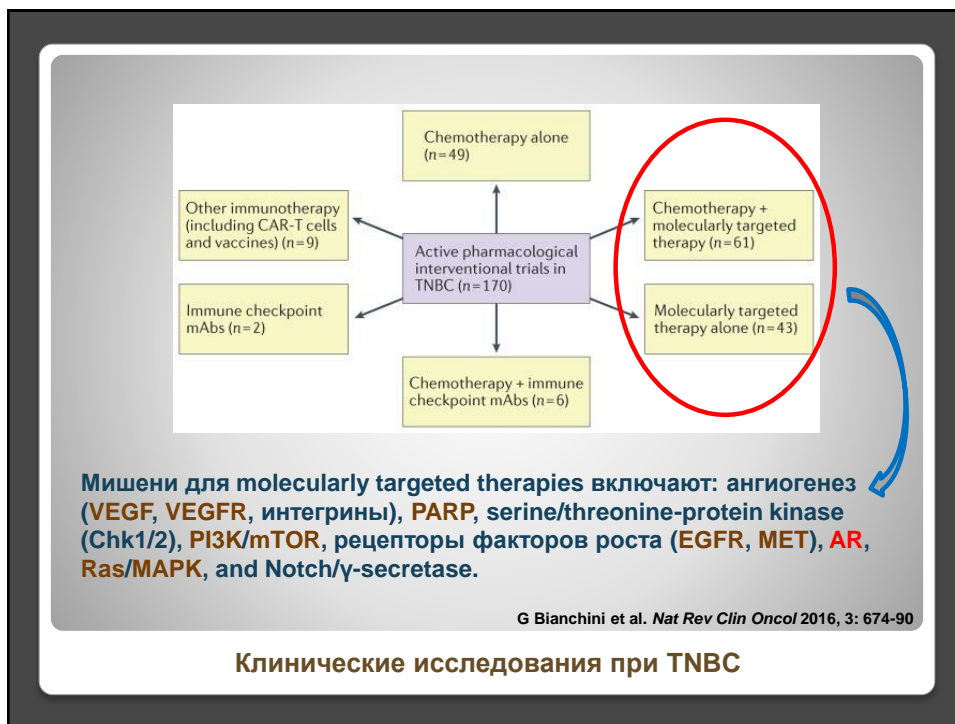 Chemotherapy alone
(n=49)
Other immunotherapy
(including CAR-T cells
and vaccines) (n=9)
Chemotherapy +
molecularly targeted
therapy (n=61)
Active pharmacological
interventional trials in
TNBC (n=170)
Immune checkpoint
mAbs (n=2)
Molecularly targeted
therapy alone (n=43)
Chemotherapy + immune
checkpoint mAbs (n=6)
Мишени для molecularly targeted therapies включают: ангиогенез
(VEGF, VEGFR, интегрины), PARP, serine/threonine-protein kinase
(Chk1/2), PI3K/mTOR, рецепторы факторов роста (EGFR, MET), AR,
Ras/MAPK, and Notch/γ-secretase.
G Bianchini et al. Nat Rev Clin Oncol 2016, 3: 674-90
Клинические исследования при TNBC